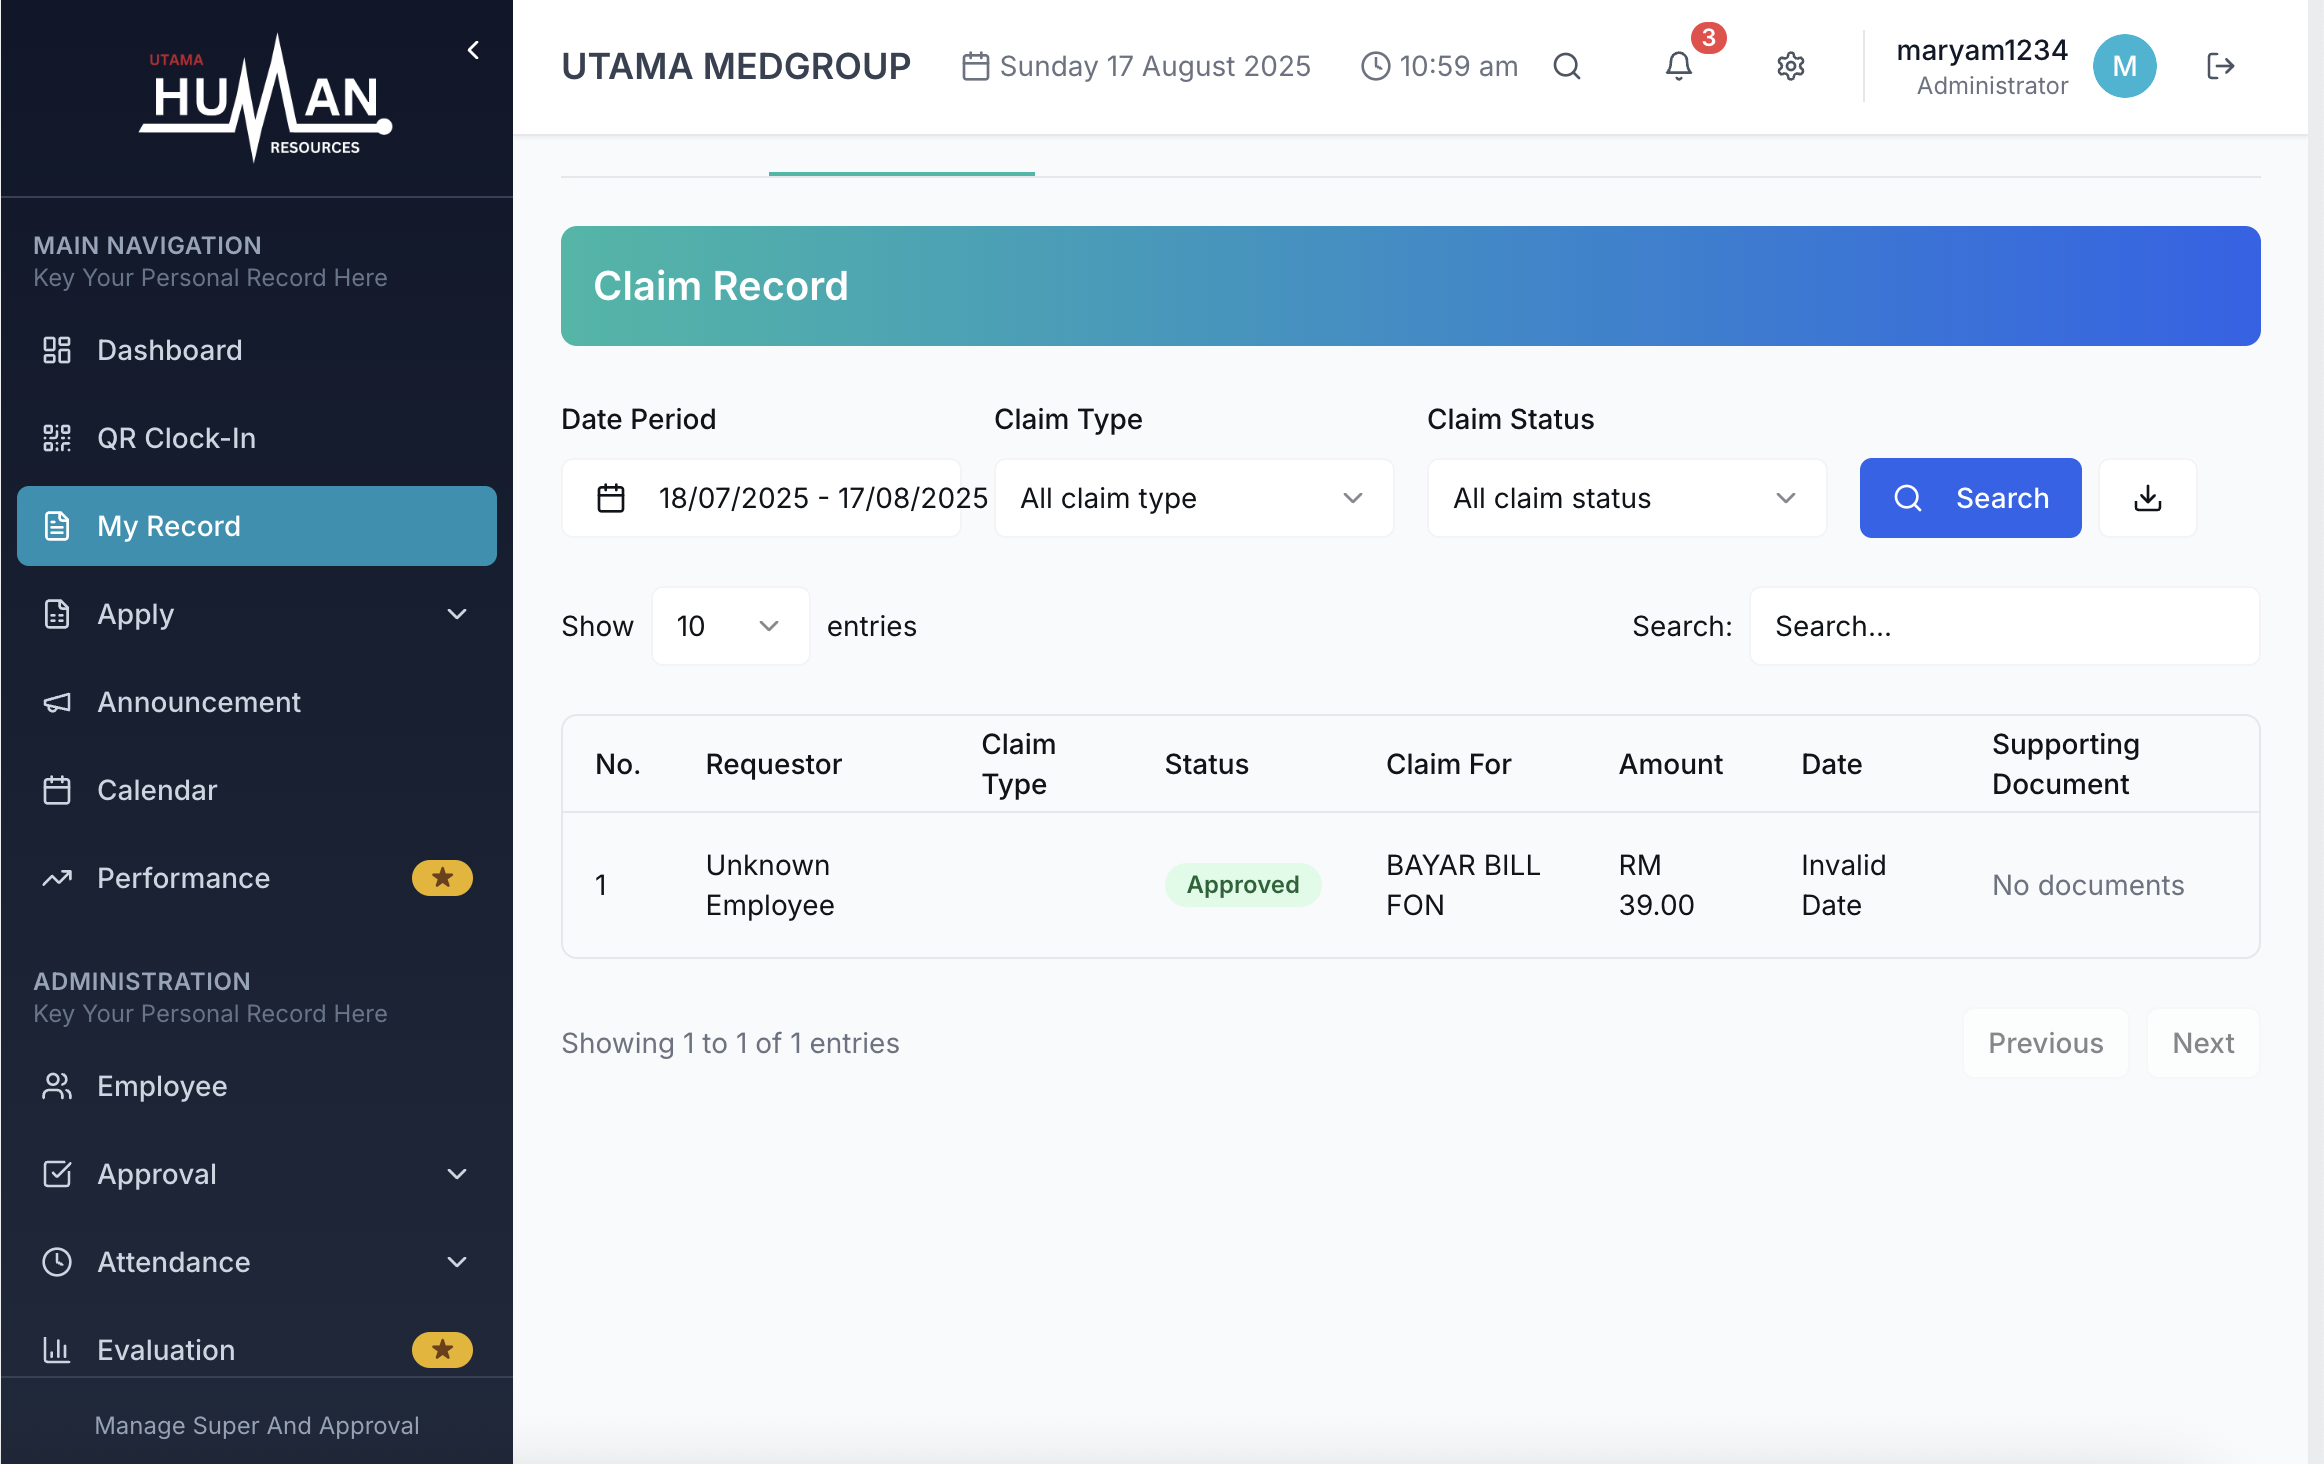 UTAMA
HUMAN
RESOURCES
MAIN NAVIGATION
Key Your Personal Record Here
Dashboard
QR Clock-In
My Record
Apply
Announcement
Calendar
Performance
ADMINISTRATION
Key Your Personal Record Here
Employee
Approval
Attendance
Evaluation
Manage Super And Approval
UTAMA MEDGROUP
Sunday 17 August 2025
10:59 am
3
maryam1234
Administrator
M
Claim Record
Date Period
Claim Type
Claim Status
18/07/2025 - 17/08/2025
All claim type
All claim status
Search
Show 10 entries
Search: Search...
No. Requestor Claim Type Status Claim For Amount Date Supporting Document
1 Unknown Employee Approved BAYAR BILL FON RM 39.00 Invalid Date No documents
Showing 1 to 1 of 1 entries
Previous
Next